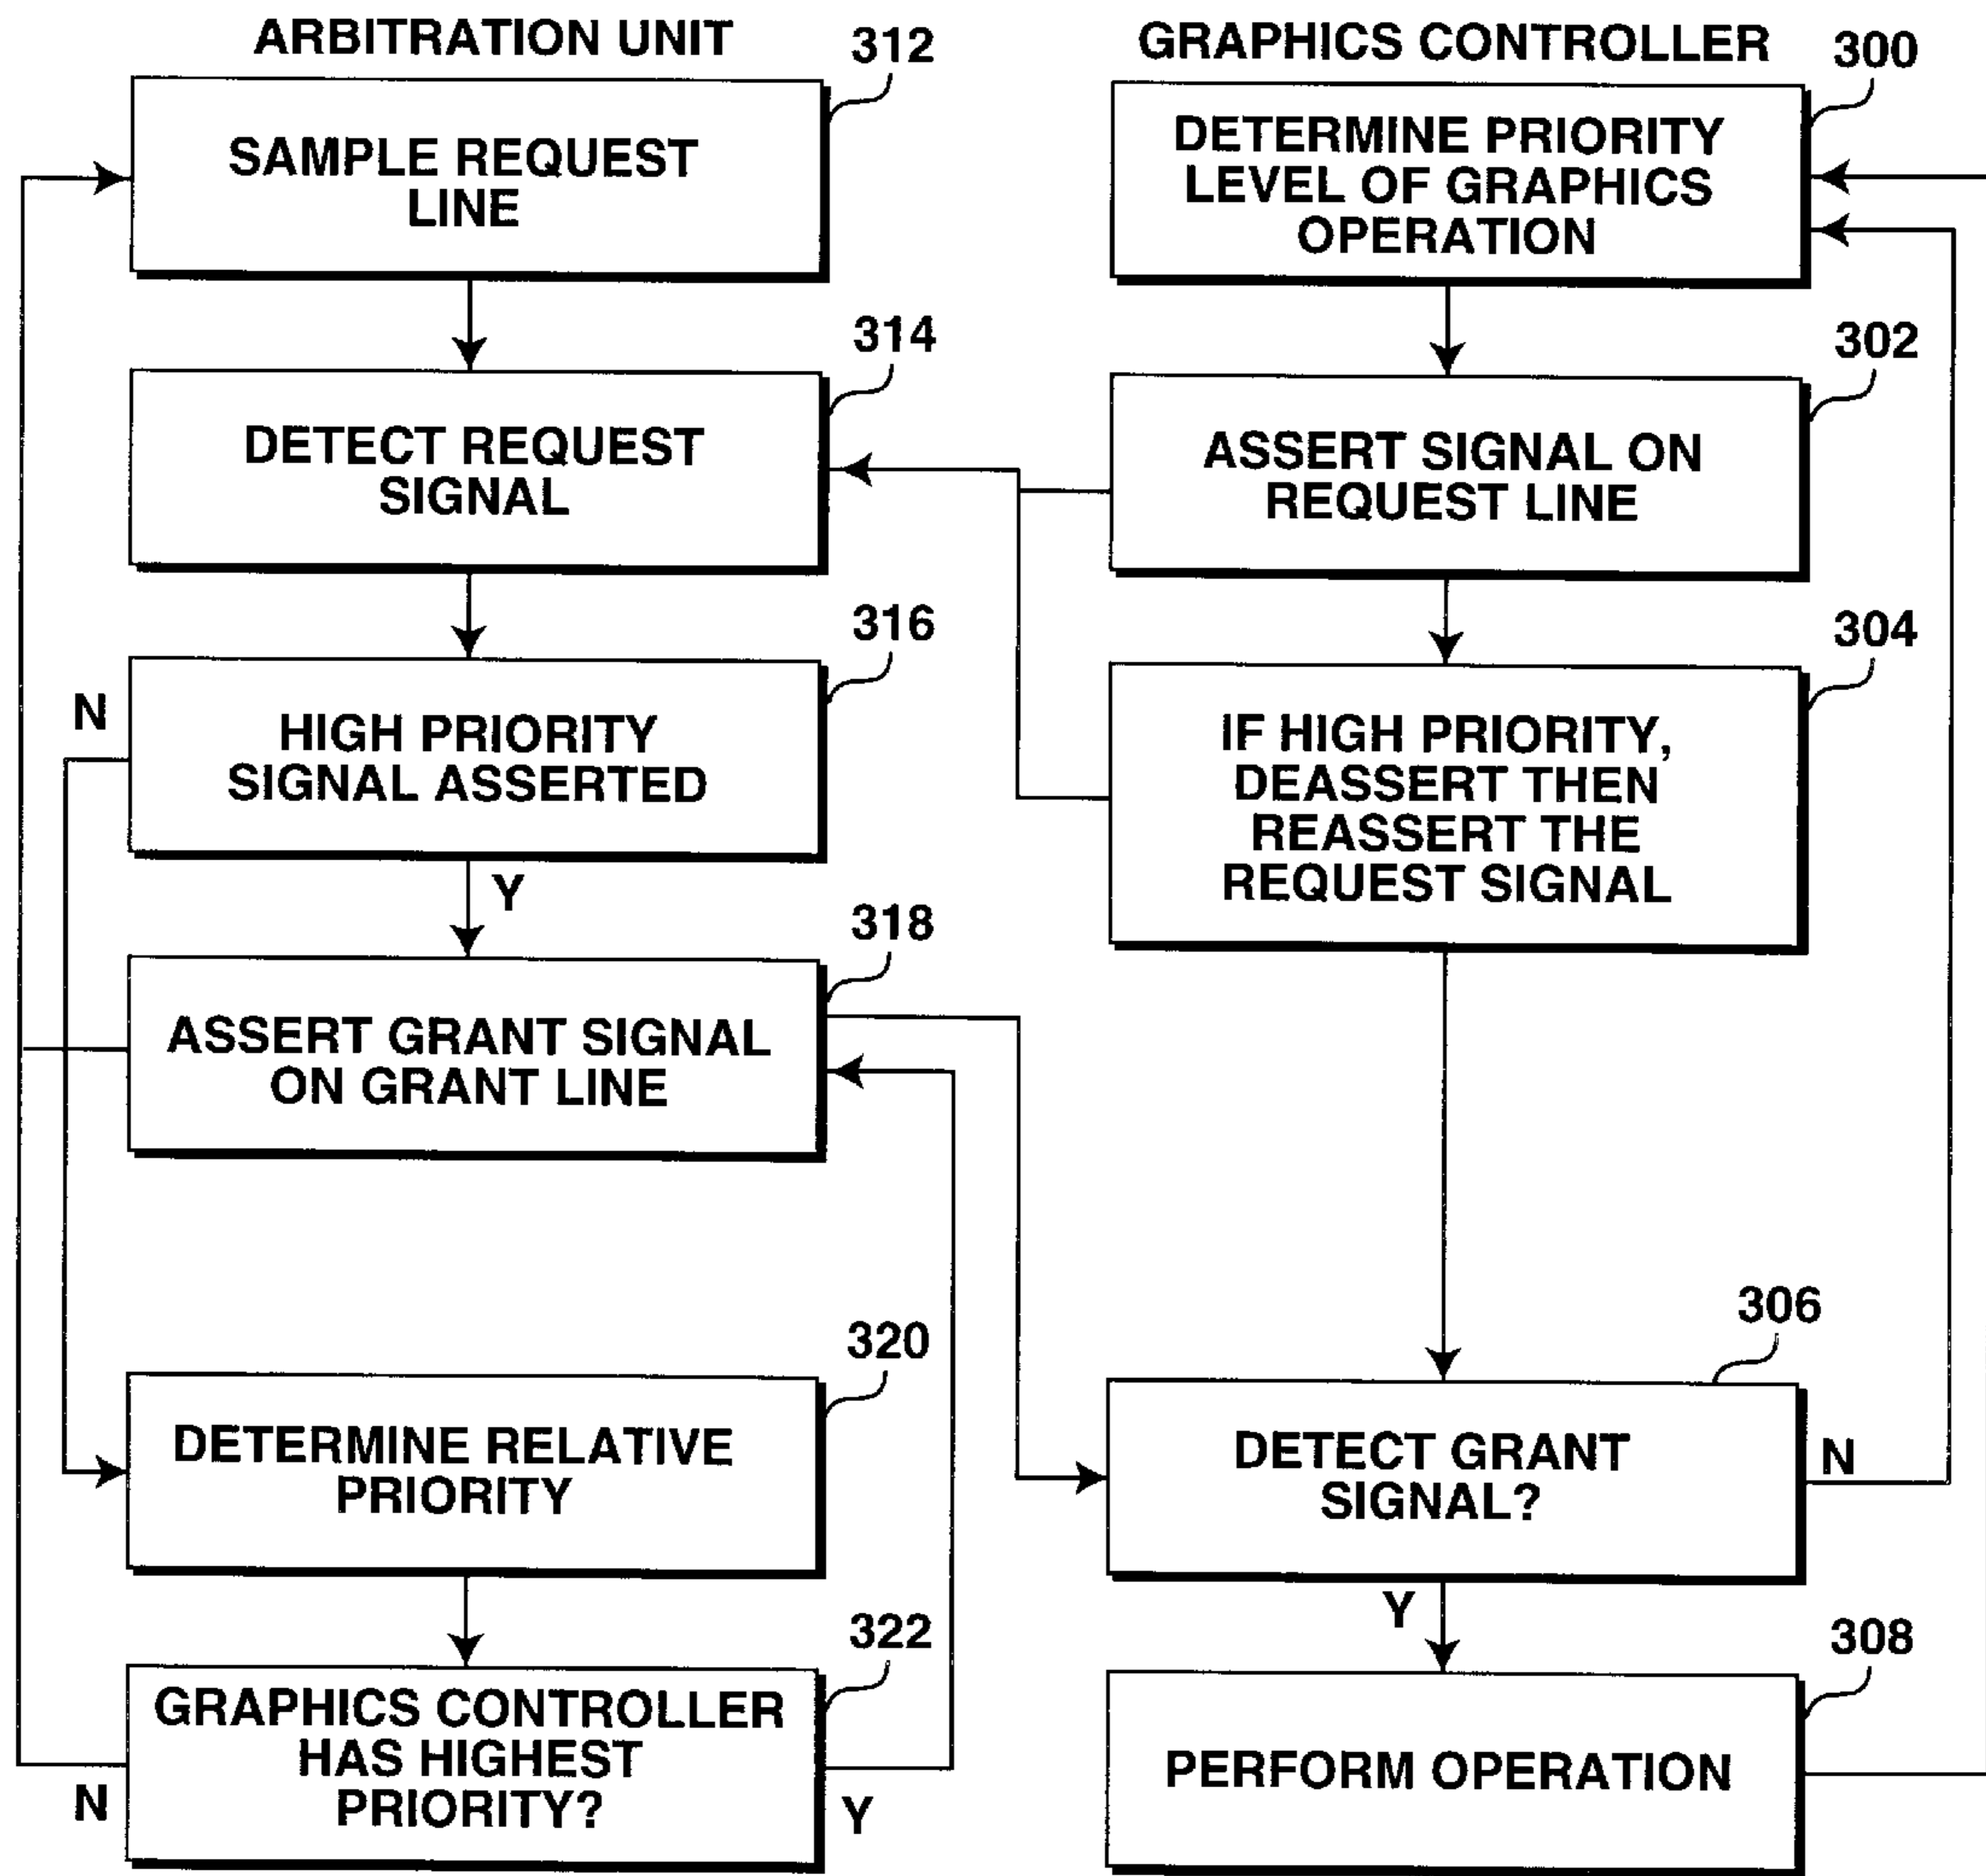 ARBITRATION UNIT
312
SAMPLE REQUEST
LINE
314
DETECT REQUEST
SIGNAL
316
N
HIGH PRIORITY
SIGNAL ASSERTED
Y
318
ASSERT GRANT SIGNAL
ON GRANT LINE
320
DETERMINE RELATIVE
PRIORITY
322
GRAPHICS CONTROLLER
HAS HIGHEST
PRIORITY?
N
Y
GRAPHICS CONTROLLER
300
DETERMINE PRIORITY
LEVEL OF GRAPHICS
OPERATION
302
ASSERT SIGNAL ON
REQUEST LINE
304
IF HIGH PRIORITY,
DEASSERT THEN
REASSERT THE
REQUEST SIGNAL
306
DETECT GRANT
SIGNAL?
N
Y
308
PERFORM OPERATION